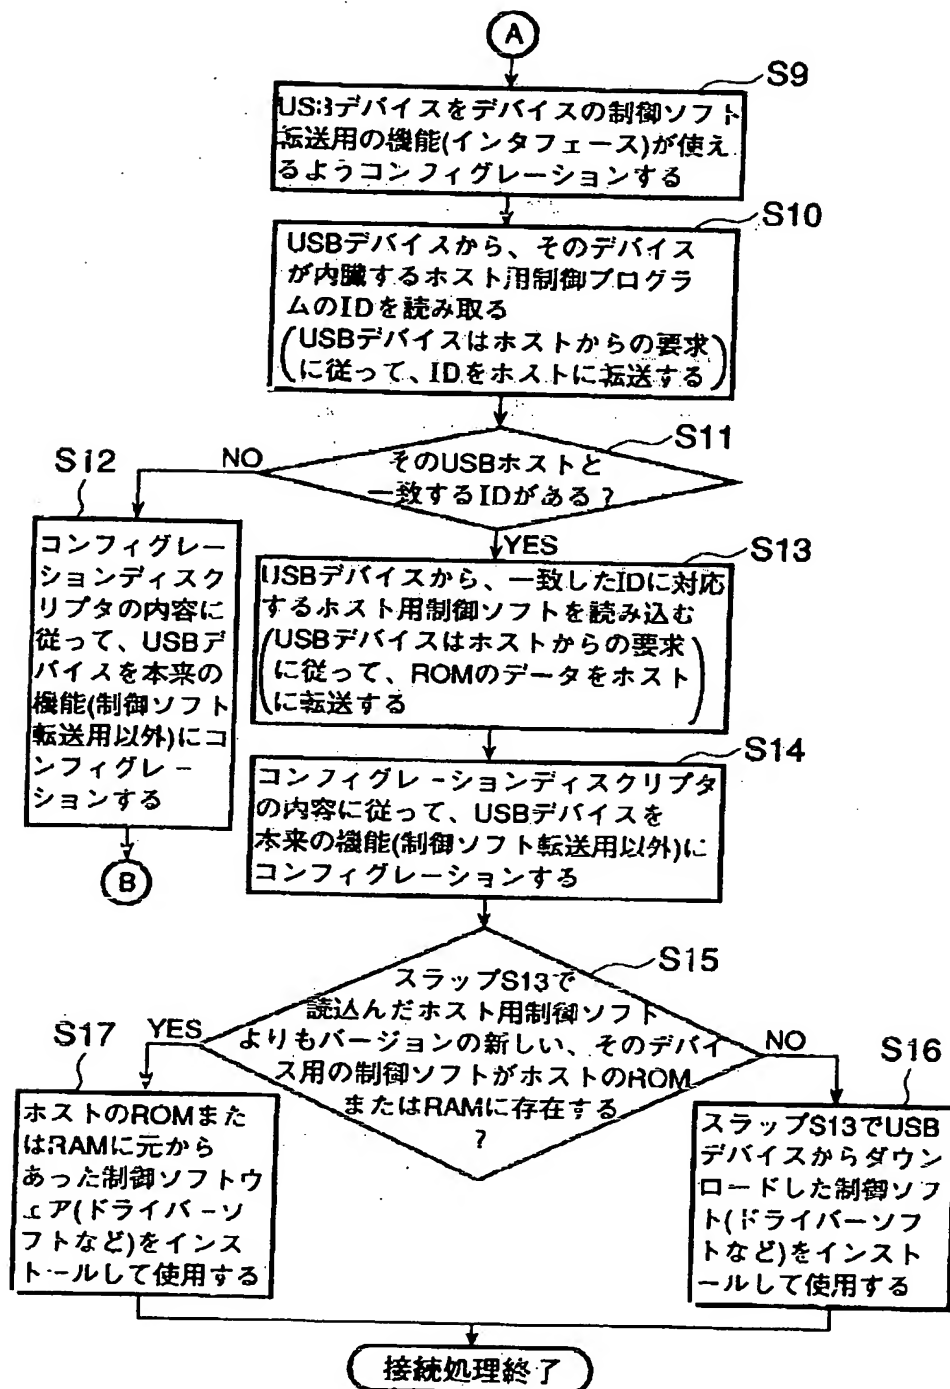 A
S9
USBデバイスをデバイスの制御ソフト
転送用の機能(インタフェース)が使え
るようコンフィグレーションする
S10
USBデバイスから、そのデバイス
が内臓するホスト用制御プログラ
ムのIDを読み取る
(USBデバイスはホストからの要求
に従って、IDをホストに転送する)
S11
そのUSBホストと
一致するIDがある?
NO
S12
コンフィグレー
ションディスク
リプタの内容に
従って、USBデ
バイスを本来の
機能(制御ソフト
転送用以外)にコ
ンフィグレー
ションする
B
YES
S13
USBデバイスから、一致したIDに対応
するホスト用制御ソフトを読み込む
(USBデバイスはホストからの要求
に従って、ROMのデータをホスト
に転送する)
S14
コンフィグレーションディスクリプタ
の内容に従って、USBデバイスを
本来の機能(制御ソフト転送用以外)に
コンフィグレーションする
S15
スラップS13で
読込んだホスト用制御ソフト
よりもバージョンの新しい、そのデバイ
ス用の制御ソフトがホストのROM
またはRAMに存在する
?
YES
S17
ホストのROMまた
はRAMに元から
あった制御ソフトウ
ェア(ドライバーソ
フトなど)をインス
トールして使用する
NO
S16
スラップS13でUSB
デバイスからダウン
ロードした制御ソフ
ト(ドライバーソフ
トなど)をインスト
ールして使用する
接続処理終了